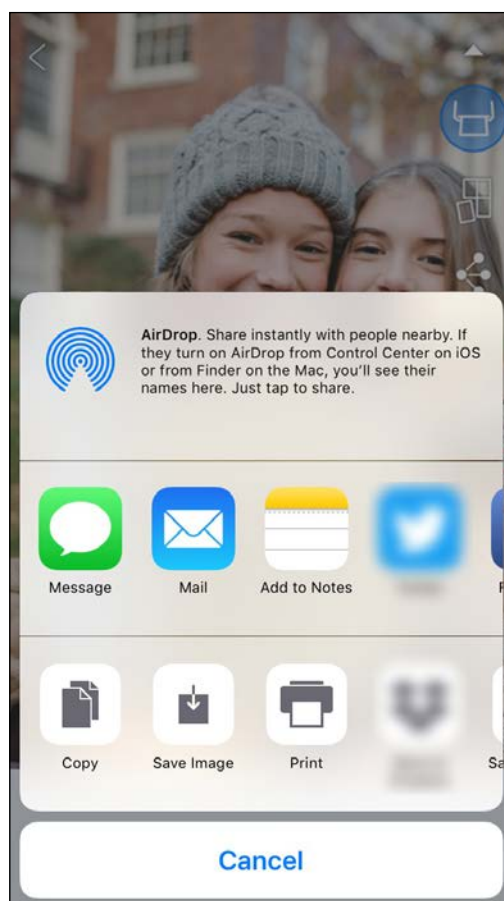 AirDrop. Share instantly with people nearby. If
they turn on AirDrop from Control Center on iOS
or from Finder on the Mac, you'll see their
names here. Just tap to share.
Message
Mail
Add to Notes
Copy
Save Image
Print
Cancel